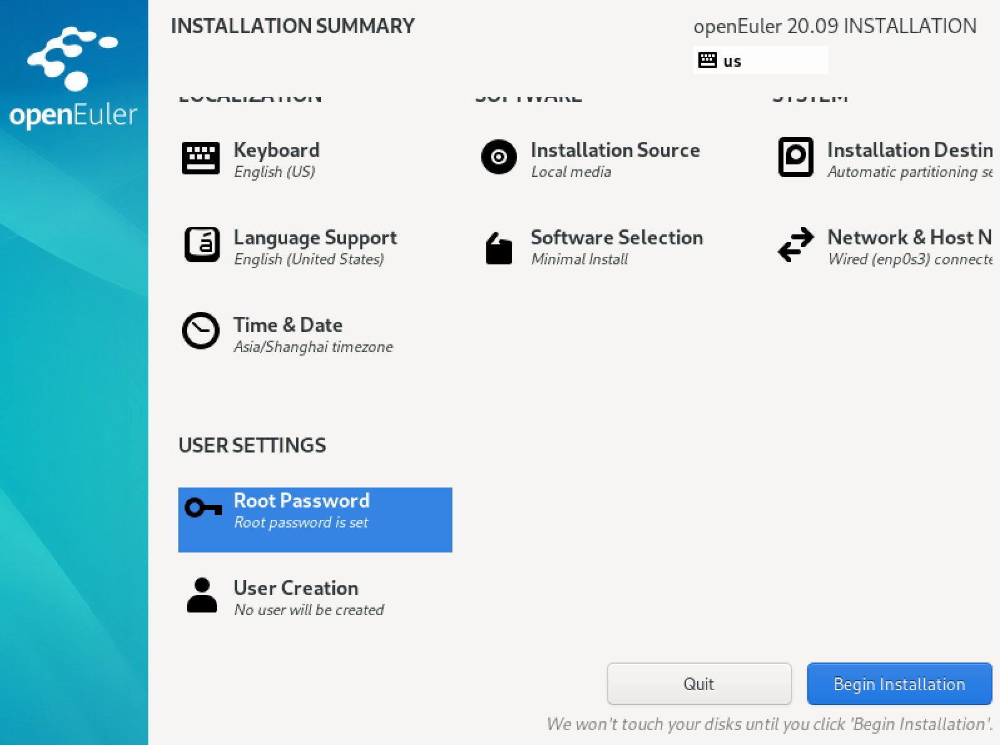 openEuler
INSTALLATION SUMMARY
openEuler 20.09 INSTALLATION
us
LOCALIZATION
SOFTWARE
SYSTEM
Keyboard
English (US)
Installation Source
Local media
Installation Destin
Automatic partitioning se
Language Support
English (United States)
Software Selection
Minimal Install
Network & Host N
Wired (enp0s3) connecte
Time & Date
Asia/Shanghai timezone
USER SETTINGS
Root Password
Root password is set
User Creation
No user will be created
Quit
Begin Installation
We won't touch your disks until you click 'Begin Installation'.